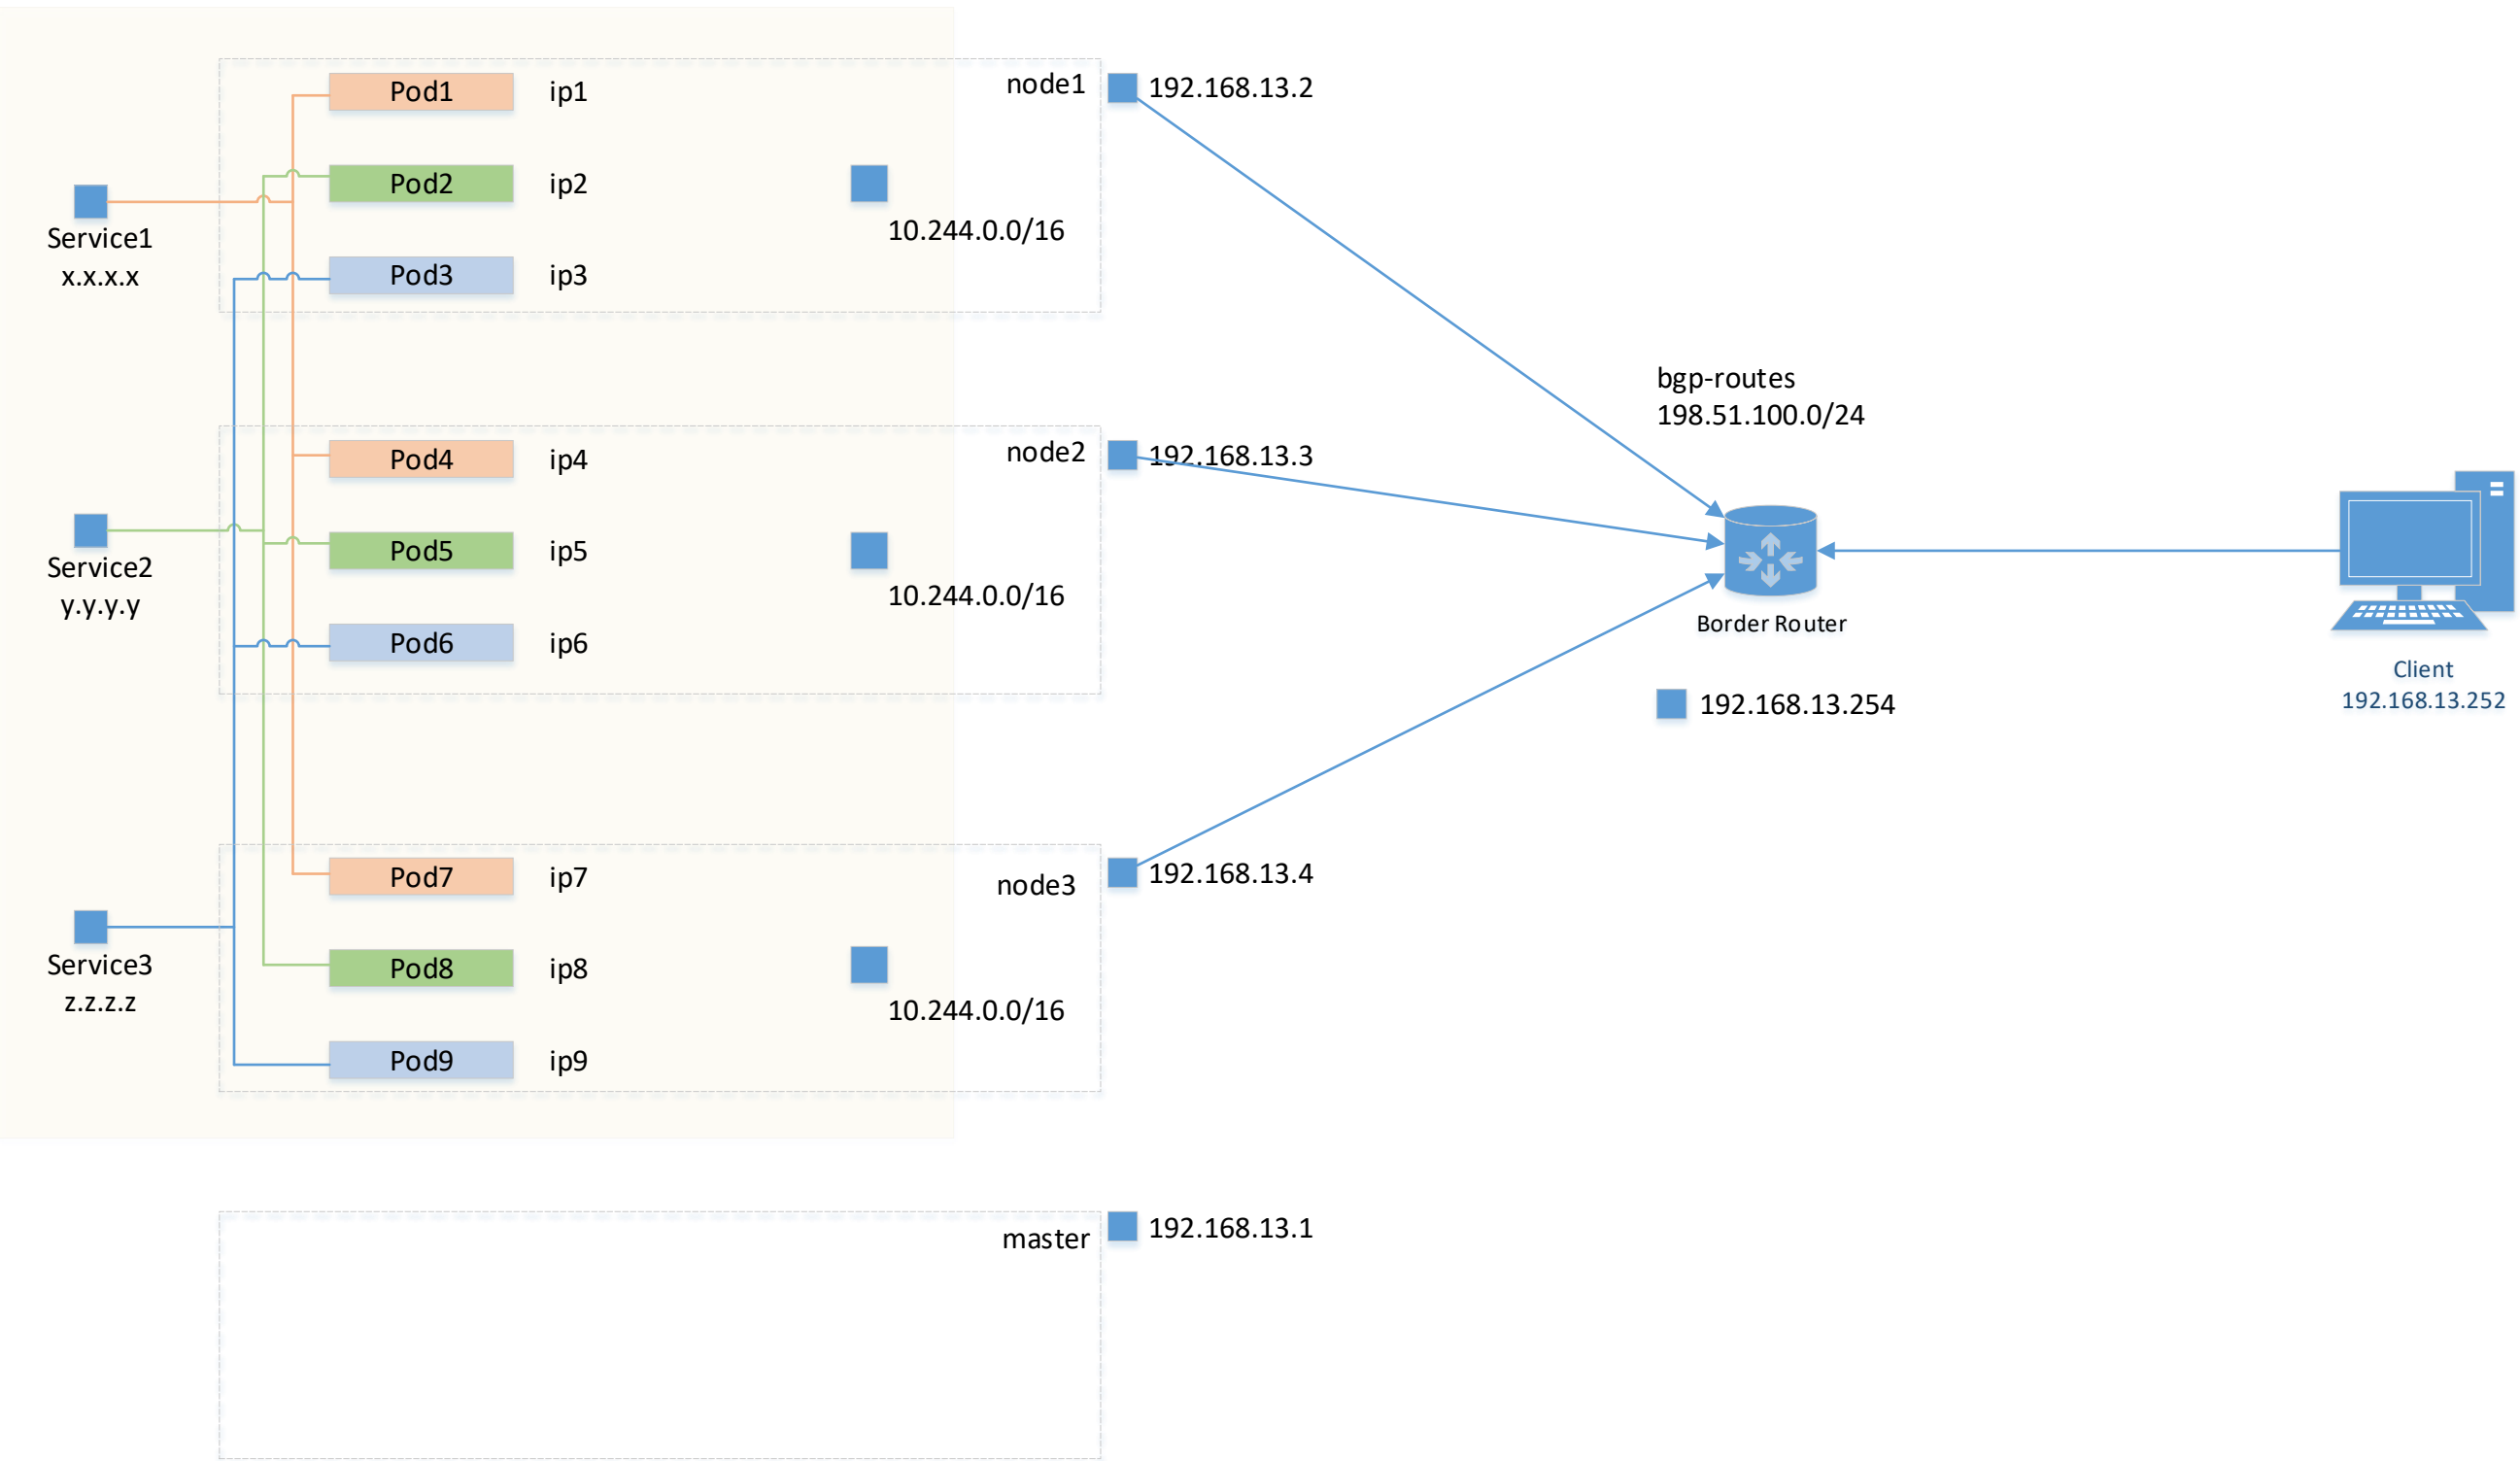 Pod1
ip1
node1
192.168.13.2
Pod2
ip2
10.244.0.0/16
Service1
x.x.x.x
Pod3
ip3
bgp-routes
198.51.100.0/24
Pod4
ip4
node2
192.168.13.3
Pod5
ip5
10.244.0.0/16
Service2
y.y.y.y
Pod6
ip6
Border Router
192.168.13.254
Client
192.168.13.252
Pod7
ip7
node3
192.168.13.4
Service3
z.z.z.z
Pod8
ip8
10.244.0.0/16
Pod9
ip9
master
192.168.13.1